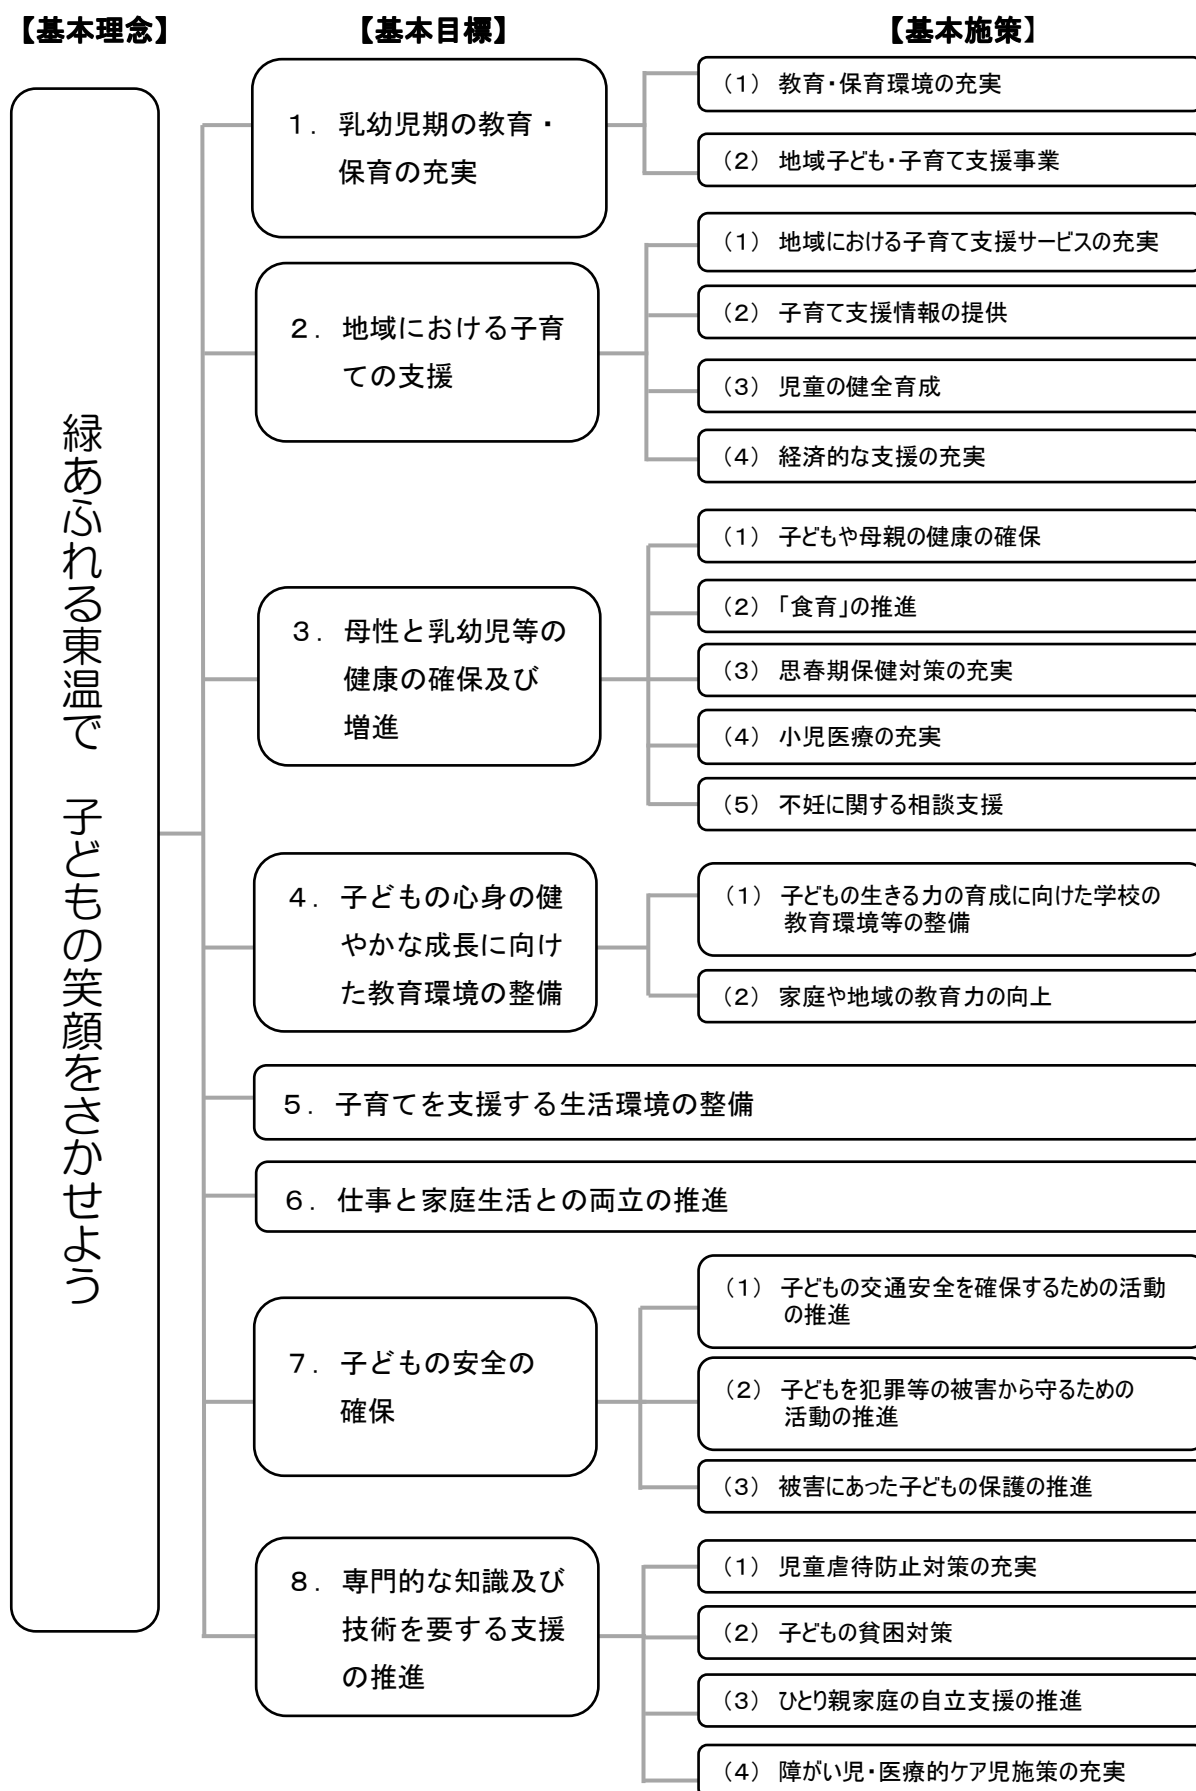 【基本理念】
【基本目標】
【基本施策】
緑あふれる東温で　子どもの笑顔をさかせよう
１．乳幼児期の教育・
保育の充実
（１） 教育・保育環境の充実
（２） 地域子ども・子育て支援事業
２．地域における子育
ての支援
（１） 地域における子育て支援サービスの充実
（２） 子育て支援情報の提供
（３） 児童の健全育成
（４） 経済的な支援の充実
３．母性と乳幼児等の
健康の確保及び
増進
（１） 子どもや母親の健康の確保
（２） 「食育」の推進
（３） 思春期保健対策の充実
（４） 小児医療の充実
（５） 不妊に関する相談支援
４．子どもの心身の健
やかな成長に向け
た教育環境の整備
（１） 子どもの生きる力の育成に向けた学校の
教育環境等の整備
（２） 家庭や地域の教育力の向上
５．子育てを支援する生活環境の整備
６．仕事と家庭生活との両立の推進
７．子どもの安全の
確保
（１） 子どもの交通安全を確保するための活動
の推進
（２） 子どもを犯罪等の被害から守るための
活動の推進
（３） 被害にあった子どもの保護の推進
８．専門的な知識及び
技術を要する支援
の推進
（１） 児童虐待防止対策の充実
（２） 子どもの貧困対策
（３） ひとり親家庭の自立支援の推進
（４） 障がい児・医療的ケア児施策の充実